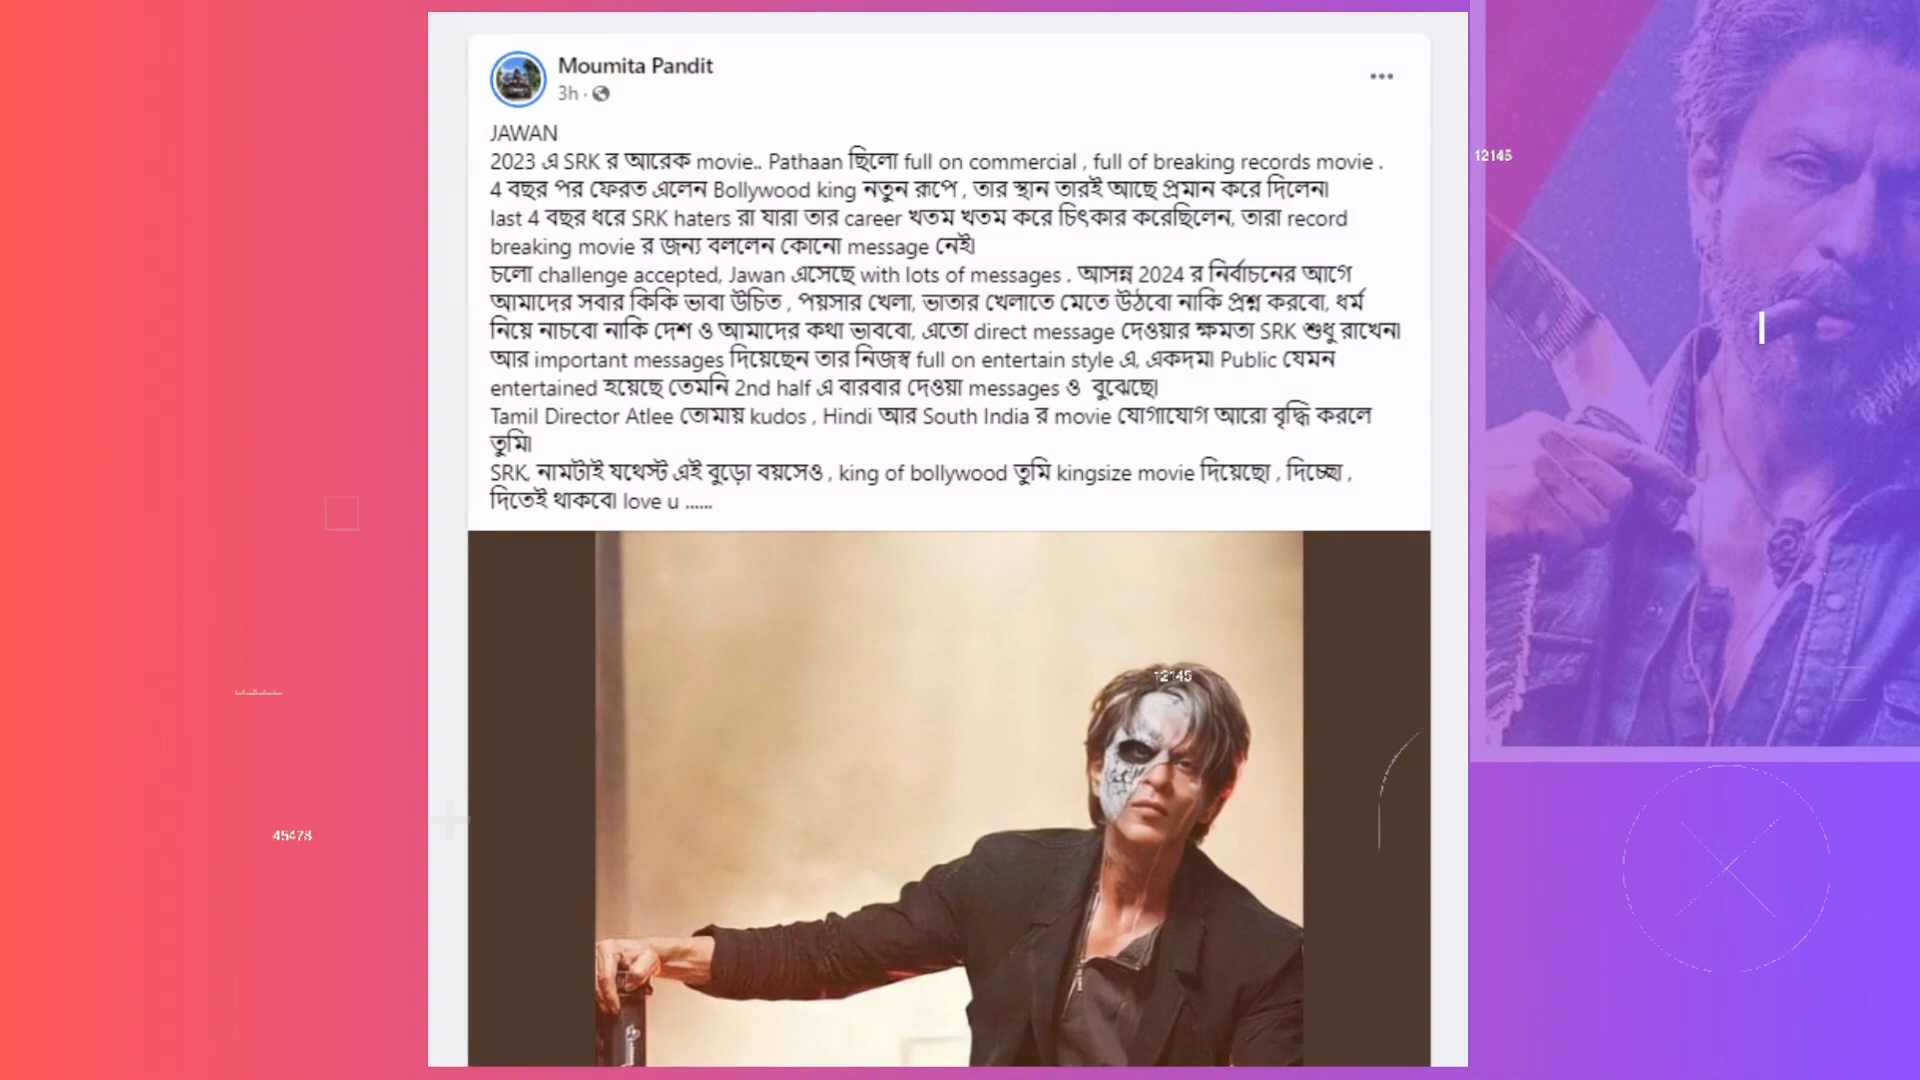 Moumita Pandit
3h ·
JAWAN
2023 এ SRK র আরেক movie.. Pathaan ছিলো full on commercial , full of breaking records movie .
4 বছর পর ফেরত এলেন Bollywood king নতুন রূপে , তার স্থান তারই আছে প্রমান করে দিলেন।
last 4 বছর ধরে SRK haters রা যারা তার career খতম খতম করে চিৎকার করেছিলেন, তারা record
breaking movie র জন্য বললেন কোনো message নেই।
চলো challenge accepted, Jawan এসেছে with lots of messages . আসন্ন 2024 র নির্বাচনের আগে
আমাদের সবার কিকি ভাবা উচিত , পয়সার খেলা, ভাতার খেলাতে মেতে উঠবো নাকি প্রশ্ন করবো, ধর্ম
নিয়ে নাচবো নাকি দেশ ও আমাদের কথা ভাববো, এতো direct message দেওয়ার ক্ষমতা SRK শুধু রাখেন।
আর important messages দিয়েছেন তার নিজস্ব full on entertain style এ, একদম। Public যেমন
entertained হয়েছে তেমনি 2nd half এ বারবার দেওয়া messages ও বুঝেছে।
Tamil Director Atlee তোমায় kudos , Hindi আর South India র movie যোগাযোগ আরো বৃদ্ধি করলে
তুমি।
SRK, নামটাই যথেস্ট এই বুড়ো বয়সেও , king of bollywood তুমি kingsize movie দিয়েছো , দিচ্ছো ,
দিতেই থাকবে। love u ......
12145
12145
45478